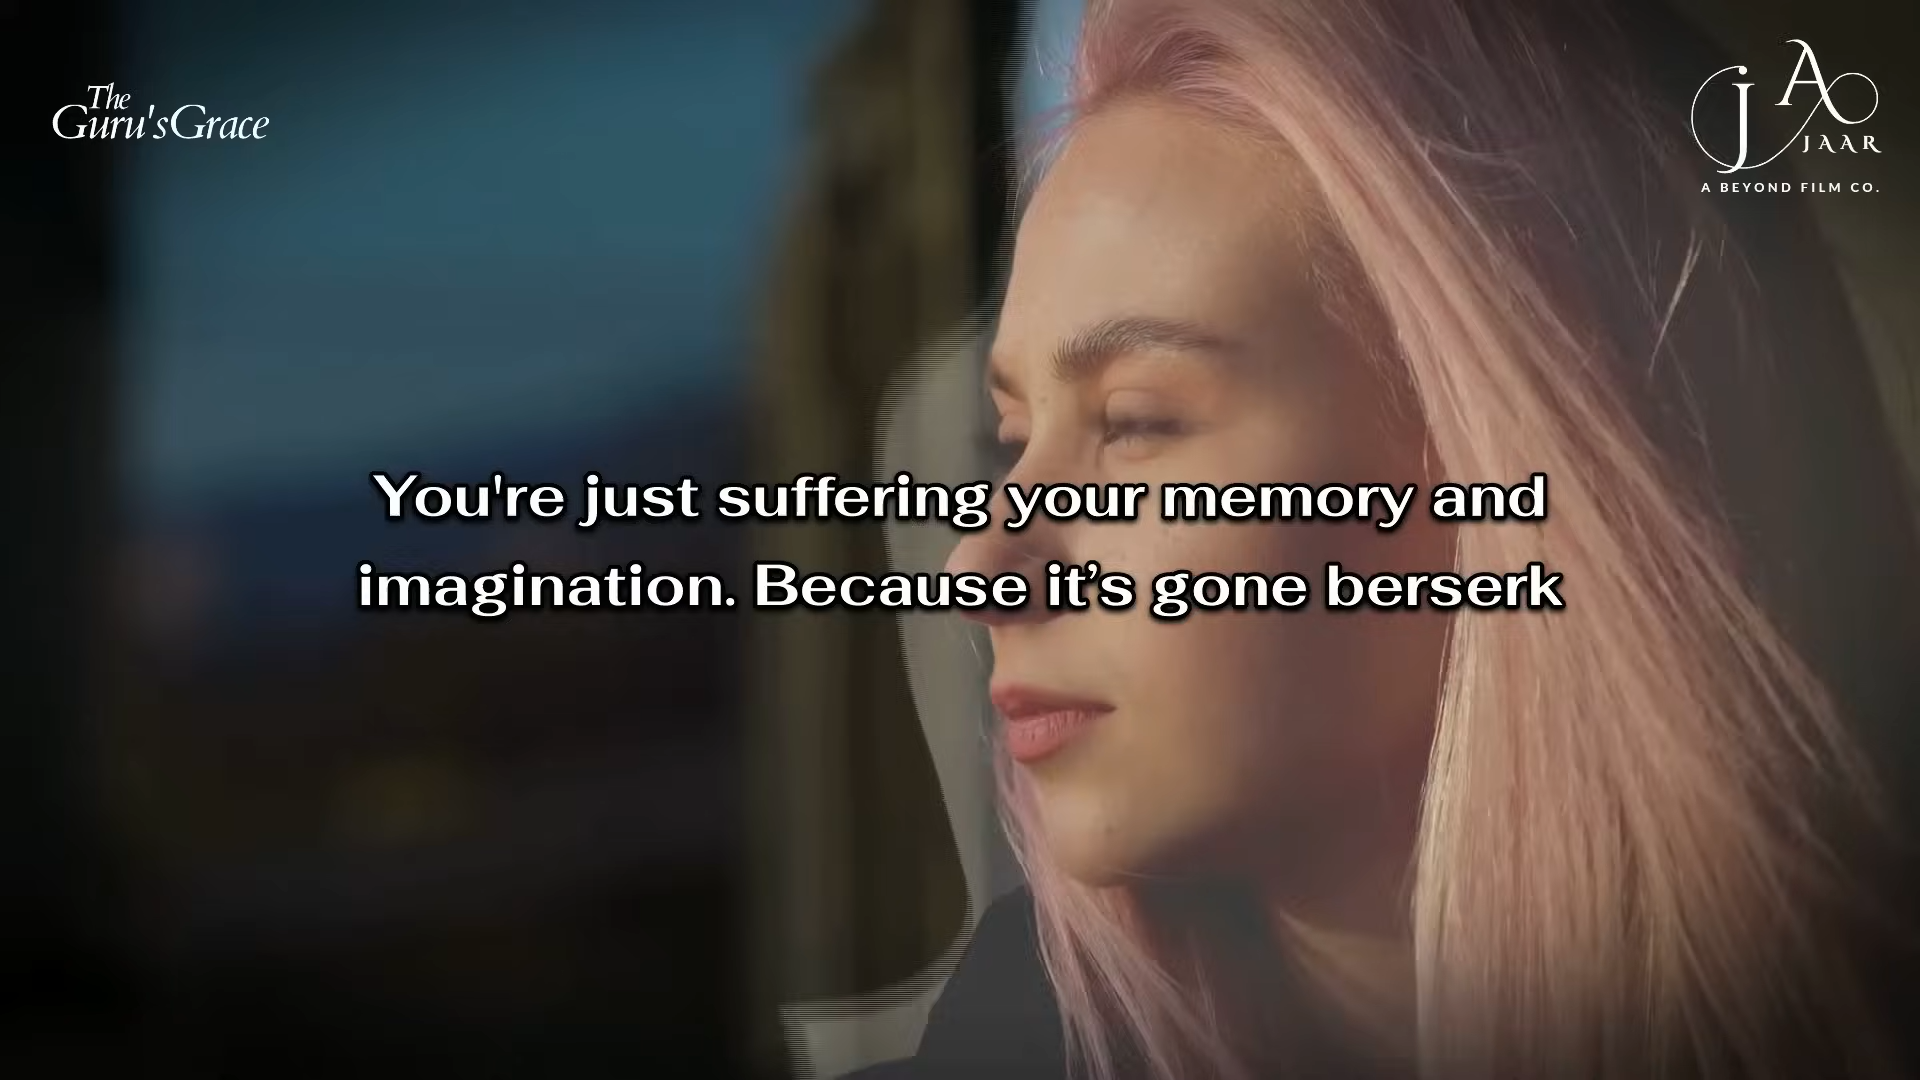 The
Guru's Grace
JA
JAAR
A BEYOND FILM CO.
You're just suffering your memory and
imagination. Because it’s gone berserk